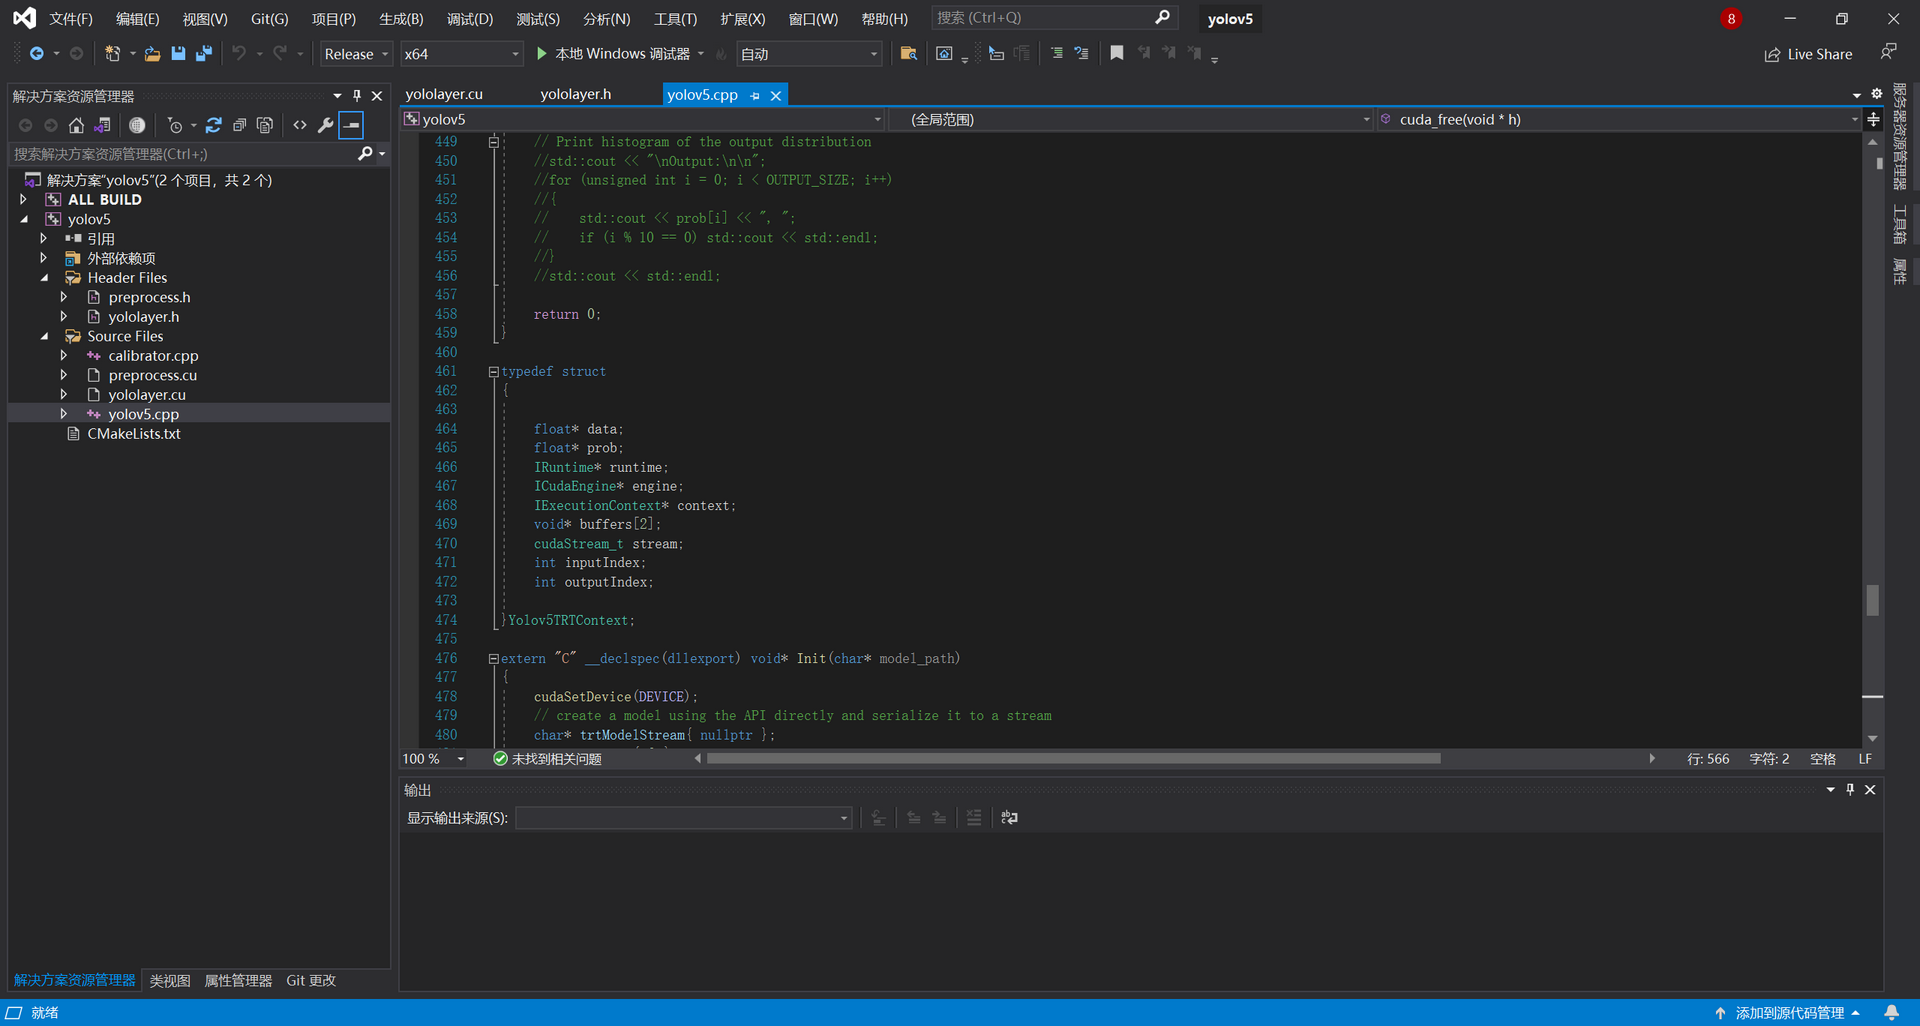 文件(F) 编辑(E) 视图(V) Git(G) 项目(P) 生成(B) 调试(D) 测试(S) 分析(N) 工具(T) 扩展(X) 窗口(W) 帮助(H) 搜索 (Ctrl+Q) yolov5 8
Release x64 本地 Windows 调试器 自动 Live Share
解决方案资源管理器
搜索解决方案资源管理器(Ctrl+;)
解决方案"yolov5"(2 个项目，共 2 个)
ALL BUILD
yolov5
引用
外部依赖项
Header Files
preprocess.h
yololayer.h
Source Files
calibrator.cpp
preprocess.cu
yololayer.cu
yolov5.cpp
CMakeLists.txt
解决方案资源管理器 类视图 属性管理器 Git 更改
yololayer.cu yololayer.h yolov5.cpp
yolov5 (全局范围) cuda_free(void * h)
449 // Print histogram of the output distribution
450 //std::cout << "\nOutput:\n\n";
451 //for (unsigned int i = 0; i < OUTPUT_SIZE; i++)
452 //{
453 //    std::cout << prob[i] << ", ";
454 //    if (i % 10 == 0) std::cout << std::endl;
455 //}
456 //std::cout << std::endl;
457
458 return 0;
459 }
460
461 typedef struct
462 {
463
464 float* data;
465 float* prob;
466 IRuntime* runtime;
467 ICudaEngine* engine;
468 IExecutionContext* context;
469 void* buffers[2];
470 cudaStream_t stream;
471 int inputIndex;
472 int outputIndex;
473
474 }Yolov5TRTContext;
475
476 extern "C" __declspec(dllexport) void* Init(char* model_path)
477 {
478 cudaSetDevice(DEVICE);
479 // create a model using the API directly and serialize it to a stream
480 char* trtModelStream{ nullptr };
100 % 未找到相关问题 行: 566 字符: 2 空格 LF
输出
显示输出来源(S):
服务器资源管理器
工具箱
属性
就绪 添加到源代码管理